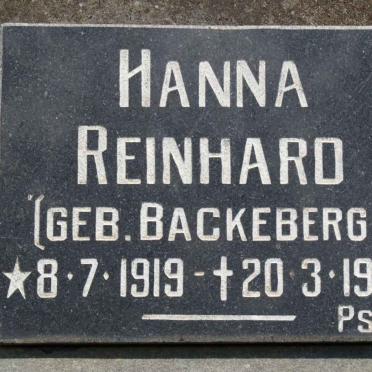 HANNA
REINHARD
(GEB. BACKEBERG
★8·7·1919-†20·3·19
Ps